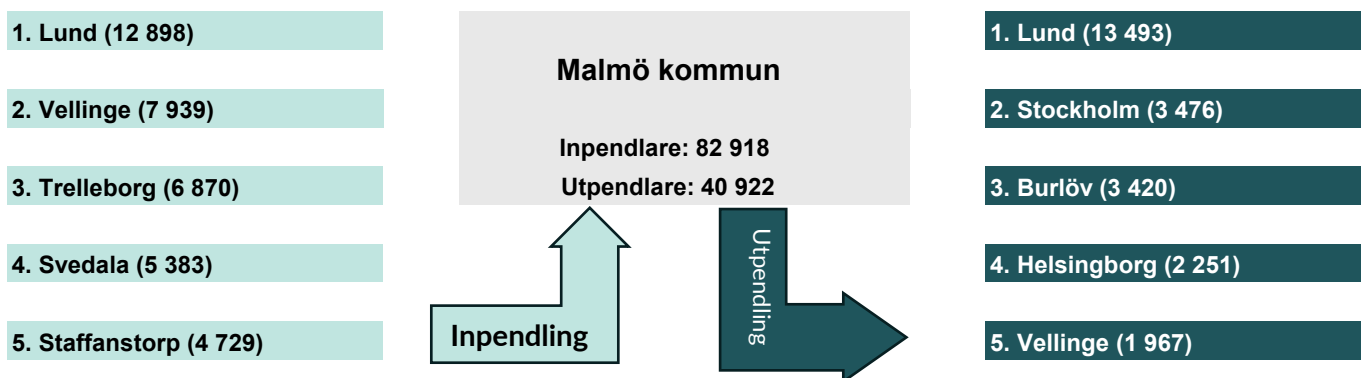 1. Lund (12 898)
2. Vellinge (7 939)
3. Trelleborg (6 870)
4. Svedala (5 383)
5. Staffanstorp (4 729)
Malmö kommun
Inpendlare: 82 918
Utpendlare: 40 922
Inpendling
Utpendling
1. Lund (13 493)
2. Stockholm (3 476)
3. Burlöv (3 420)
4. Helsingborg (2 251)
5. Vellinge (1 967)